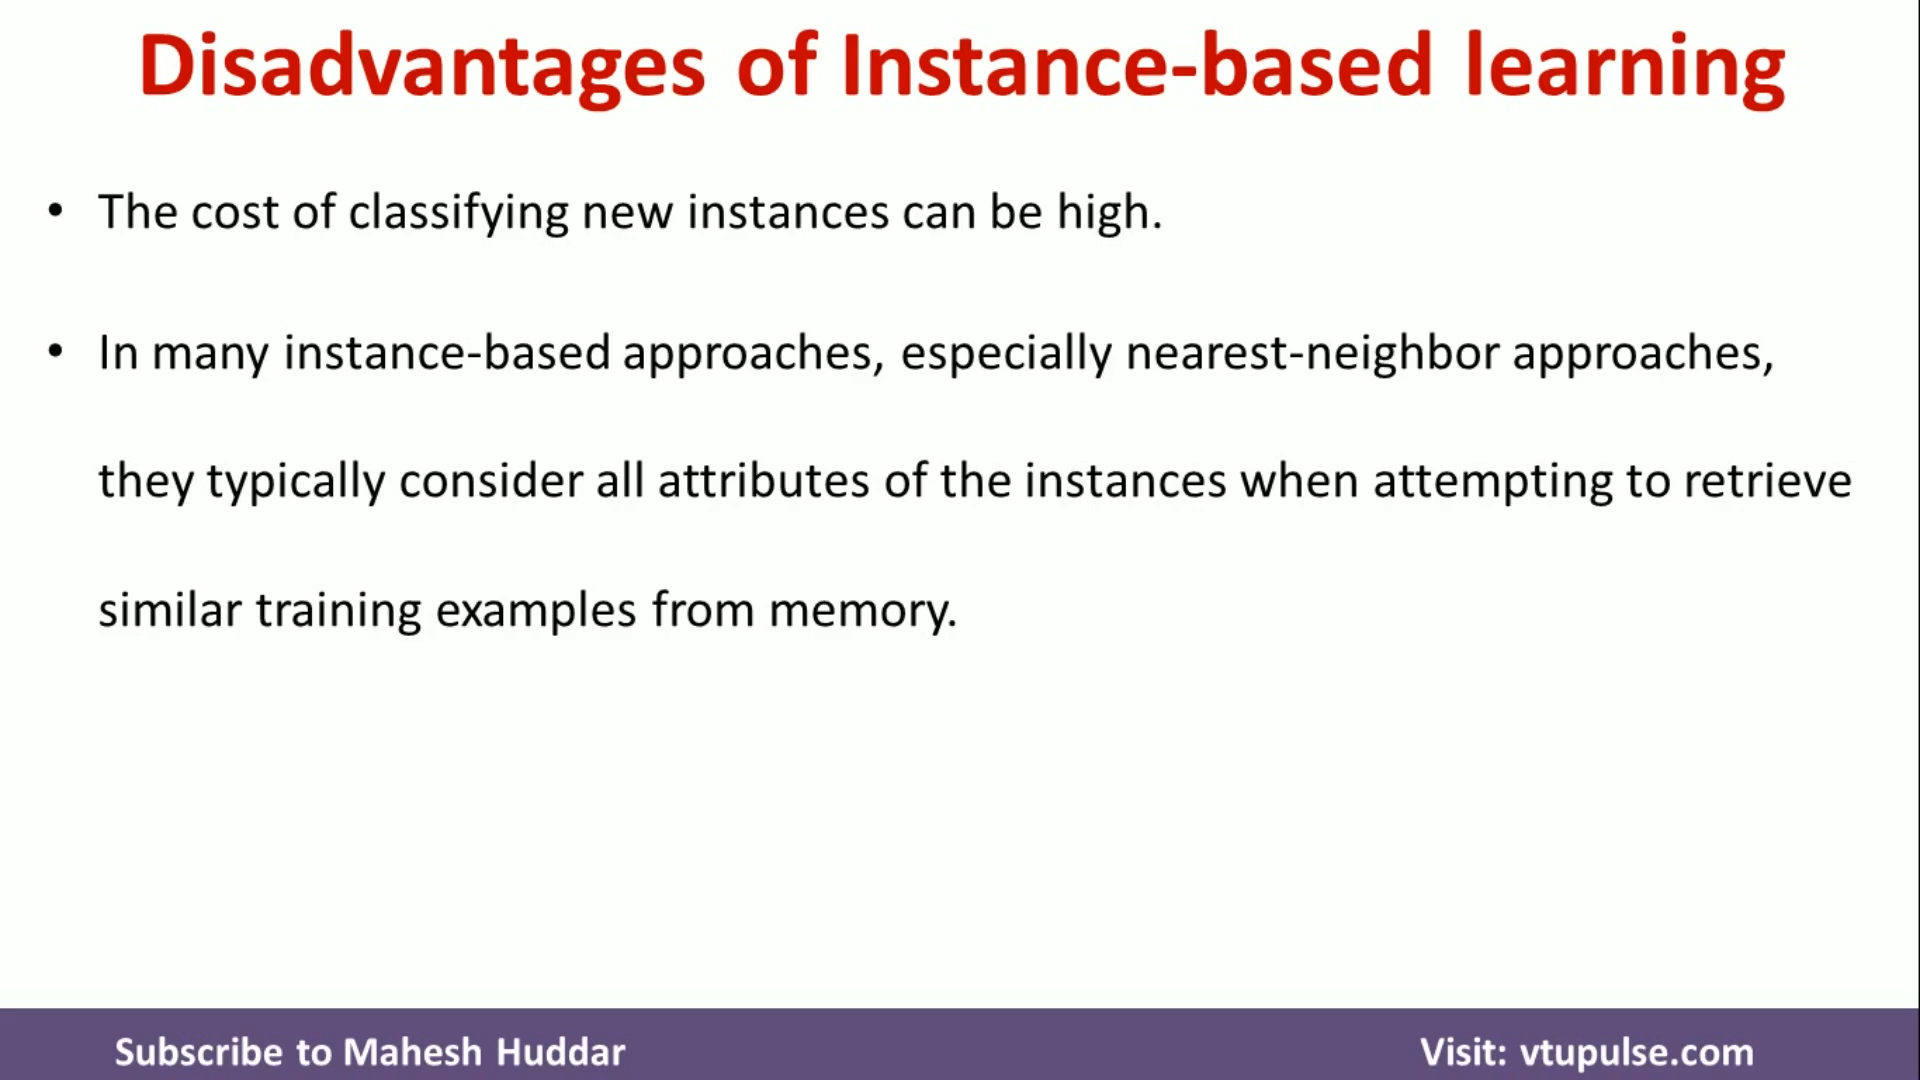 Disadvantages of Instance-based learning
• The cost of classifying new instances can be high.
• In many instance-based approaches, especially nearest-neighbor approaches,
they typically consider all attributes of the instances when attempting to retrieve
similar training examples from memory.
Subscribe to Mahesh Huddar
Visit: vtupulse.com